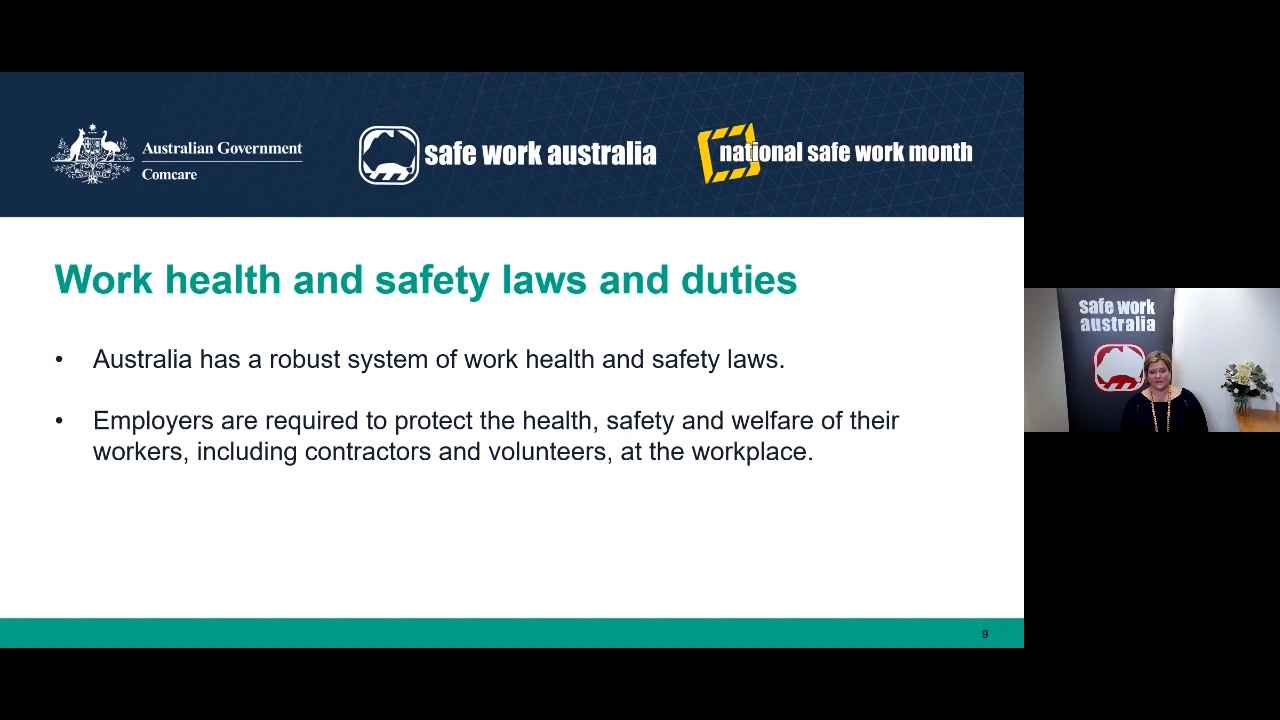 Australian Government
Comcare
safe work australia
national safe work month
Work health and safety laws and duties
• Australia has a robust system of work health and safety laws.
• Employers are required to protect the health, safety and welfare of their
workers, including contractors and volunteers, at the workplace.
9
safe work
australia